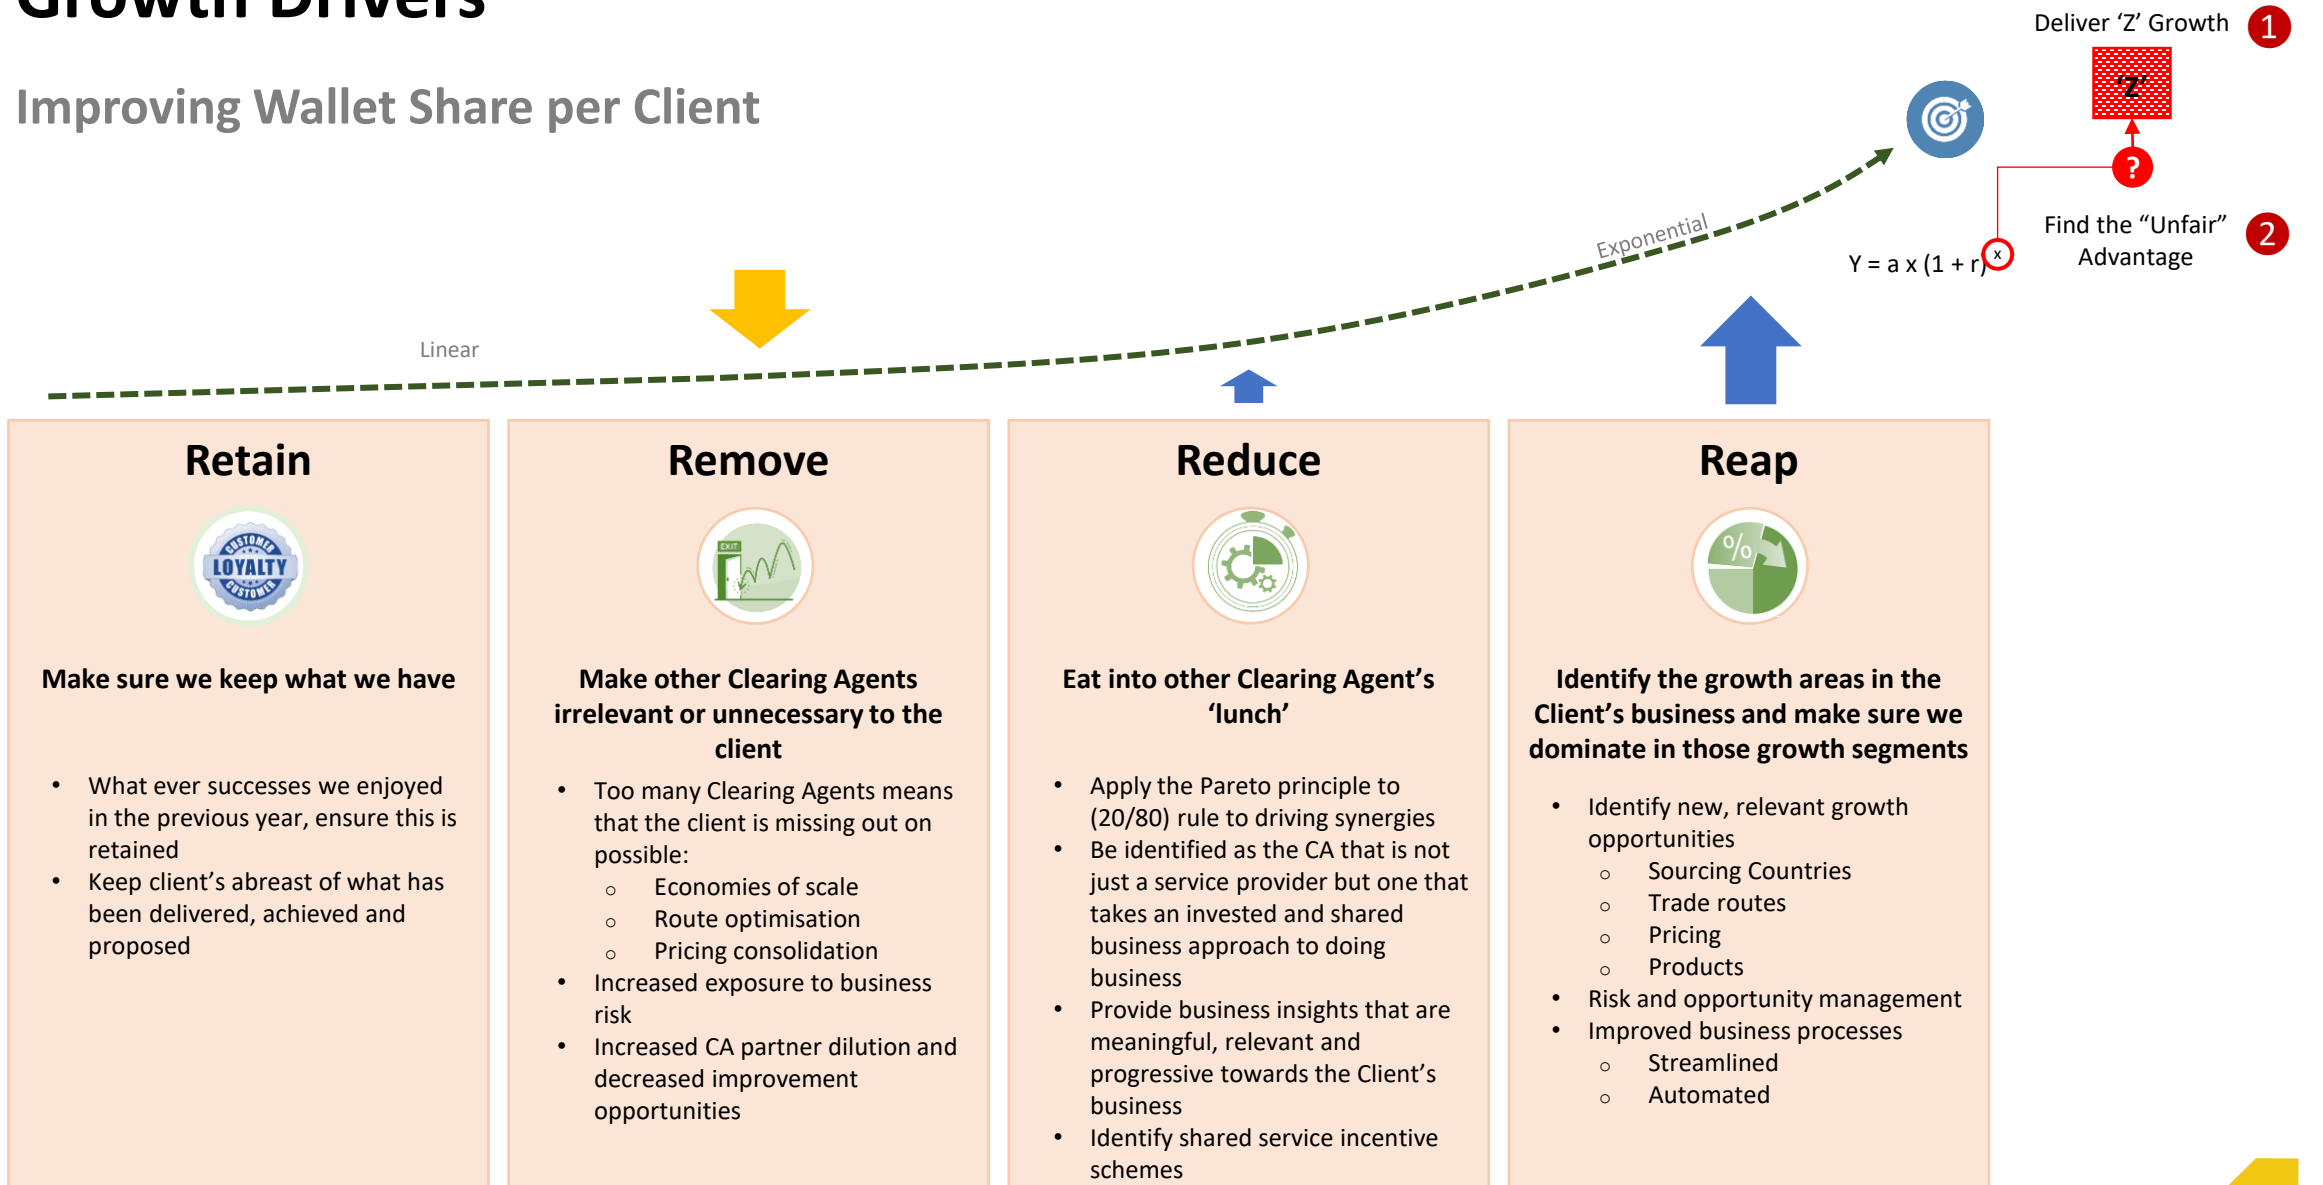 Growth Drivers
Improving Wallet Share per Client
Deliver ‘Z’ Growth
1
‘Z’
?
Find the “Unfair”
Advantage
2
Y = a x (1 + r)
x
Linear
Exponential
Retain
CUSTOMER
LOYALTY
CUSTOMER
Make sure we keep what we have
• What ever successes we enjoyed
in the previous year, ensure this is
retained
• Keep client’s abreast of what has
been delivered, achieved and
proposed
Remove
EXIT
Make other Clearing Agents
irrelevant or unnecessary to the
client
• Too many Clearing Agents means
that the client is missing out on
possible:
o Economies of scale
o Route optimisation
o Pricing consolidation
• Increased exposure to business
risk
• Increased CA partner dilution and
decreased improvement
opportunities
Reduce
Eat into other Clearing Agent’s
‘lunch’
• Apply the Pareto principle to
(20/80) rule to driving synergies
• Be identified as the CA that is not
just a service provider but one that
takes an invested and shared
business approach to doing
business
• Provide business insights that are
meaningful, relevant and
progressive towards the Client’s
business
• Identify shared service incentive
schemes
Reap
%
Identify the growth areas in the
Client’s business and make sure we
dominate in those growth segments
• Identify new, relevant growth
opportunities
o Sourcing Countries
o Trade routes
o Pricing
o Products
• Risk and opportunity management
• Improved business processes
o Streamlined
o Automated